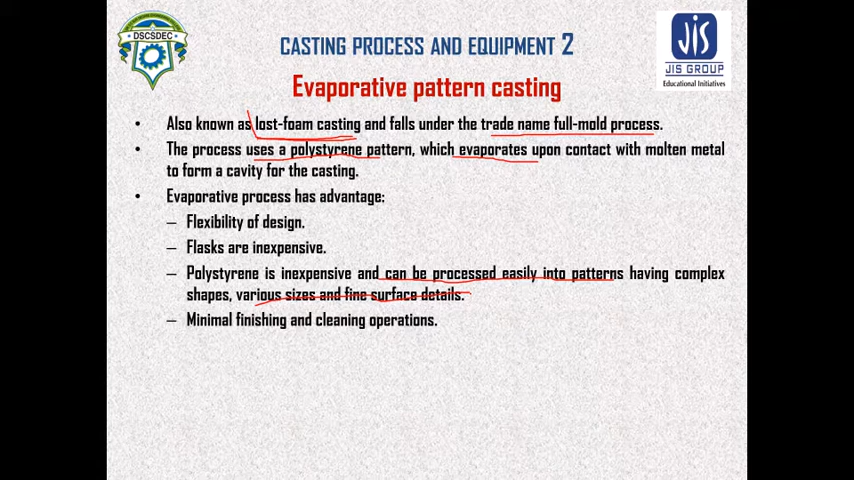 DSCSDEC
CASTING PROCESS AND EQUIPMENT 2
jis
JIS GROUP
Educational Initiatives
Evaporative pattern casting
• Also known as lost-foam casting and falls under the trade name full-mold process.
• The process uses a polystyrene pattern, which evaporates upon contact with molten metal
to form a cavity for the casting.
• Evaporative process has advantage:
– Flexibility of design.
– Flasks are inexpensive.
– Polystyrene is inexpensive and can be processed easily into patterns having complex
shapes, various sizes and fine surface details.
– Minimal finishing and cleaning operations.